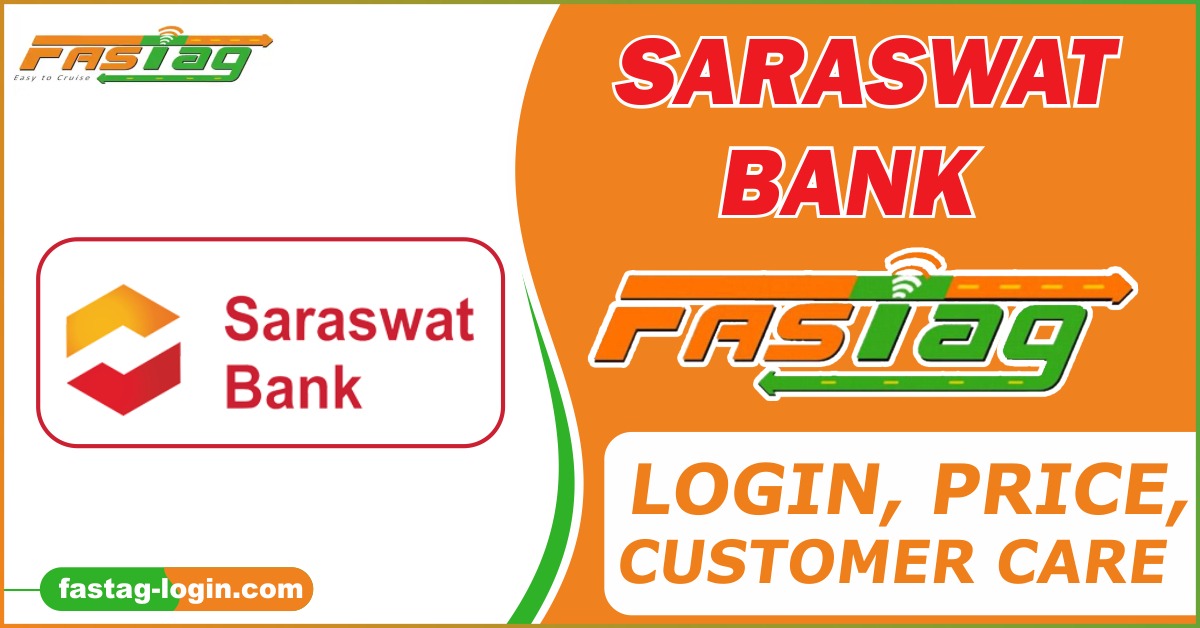 FASTag
Easy to Cruise
SARASWAT
BANK
Saraswat
Bank
FASTag
LOGIN, PRICE,
CUSTOMER CARE
fastag-login.com